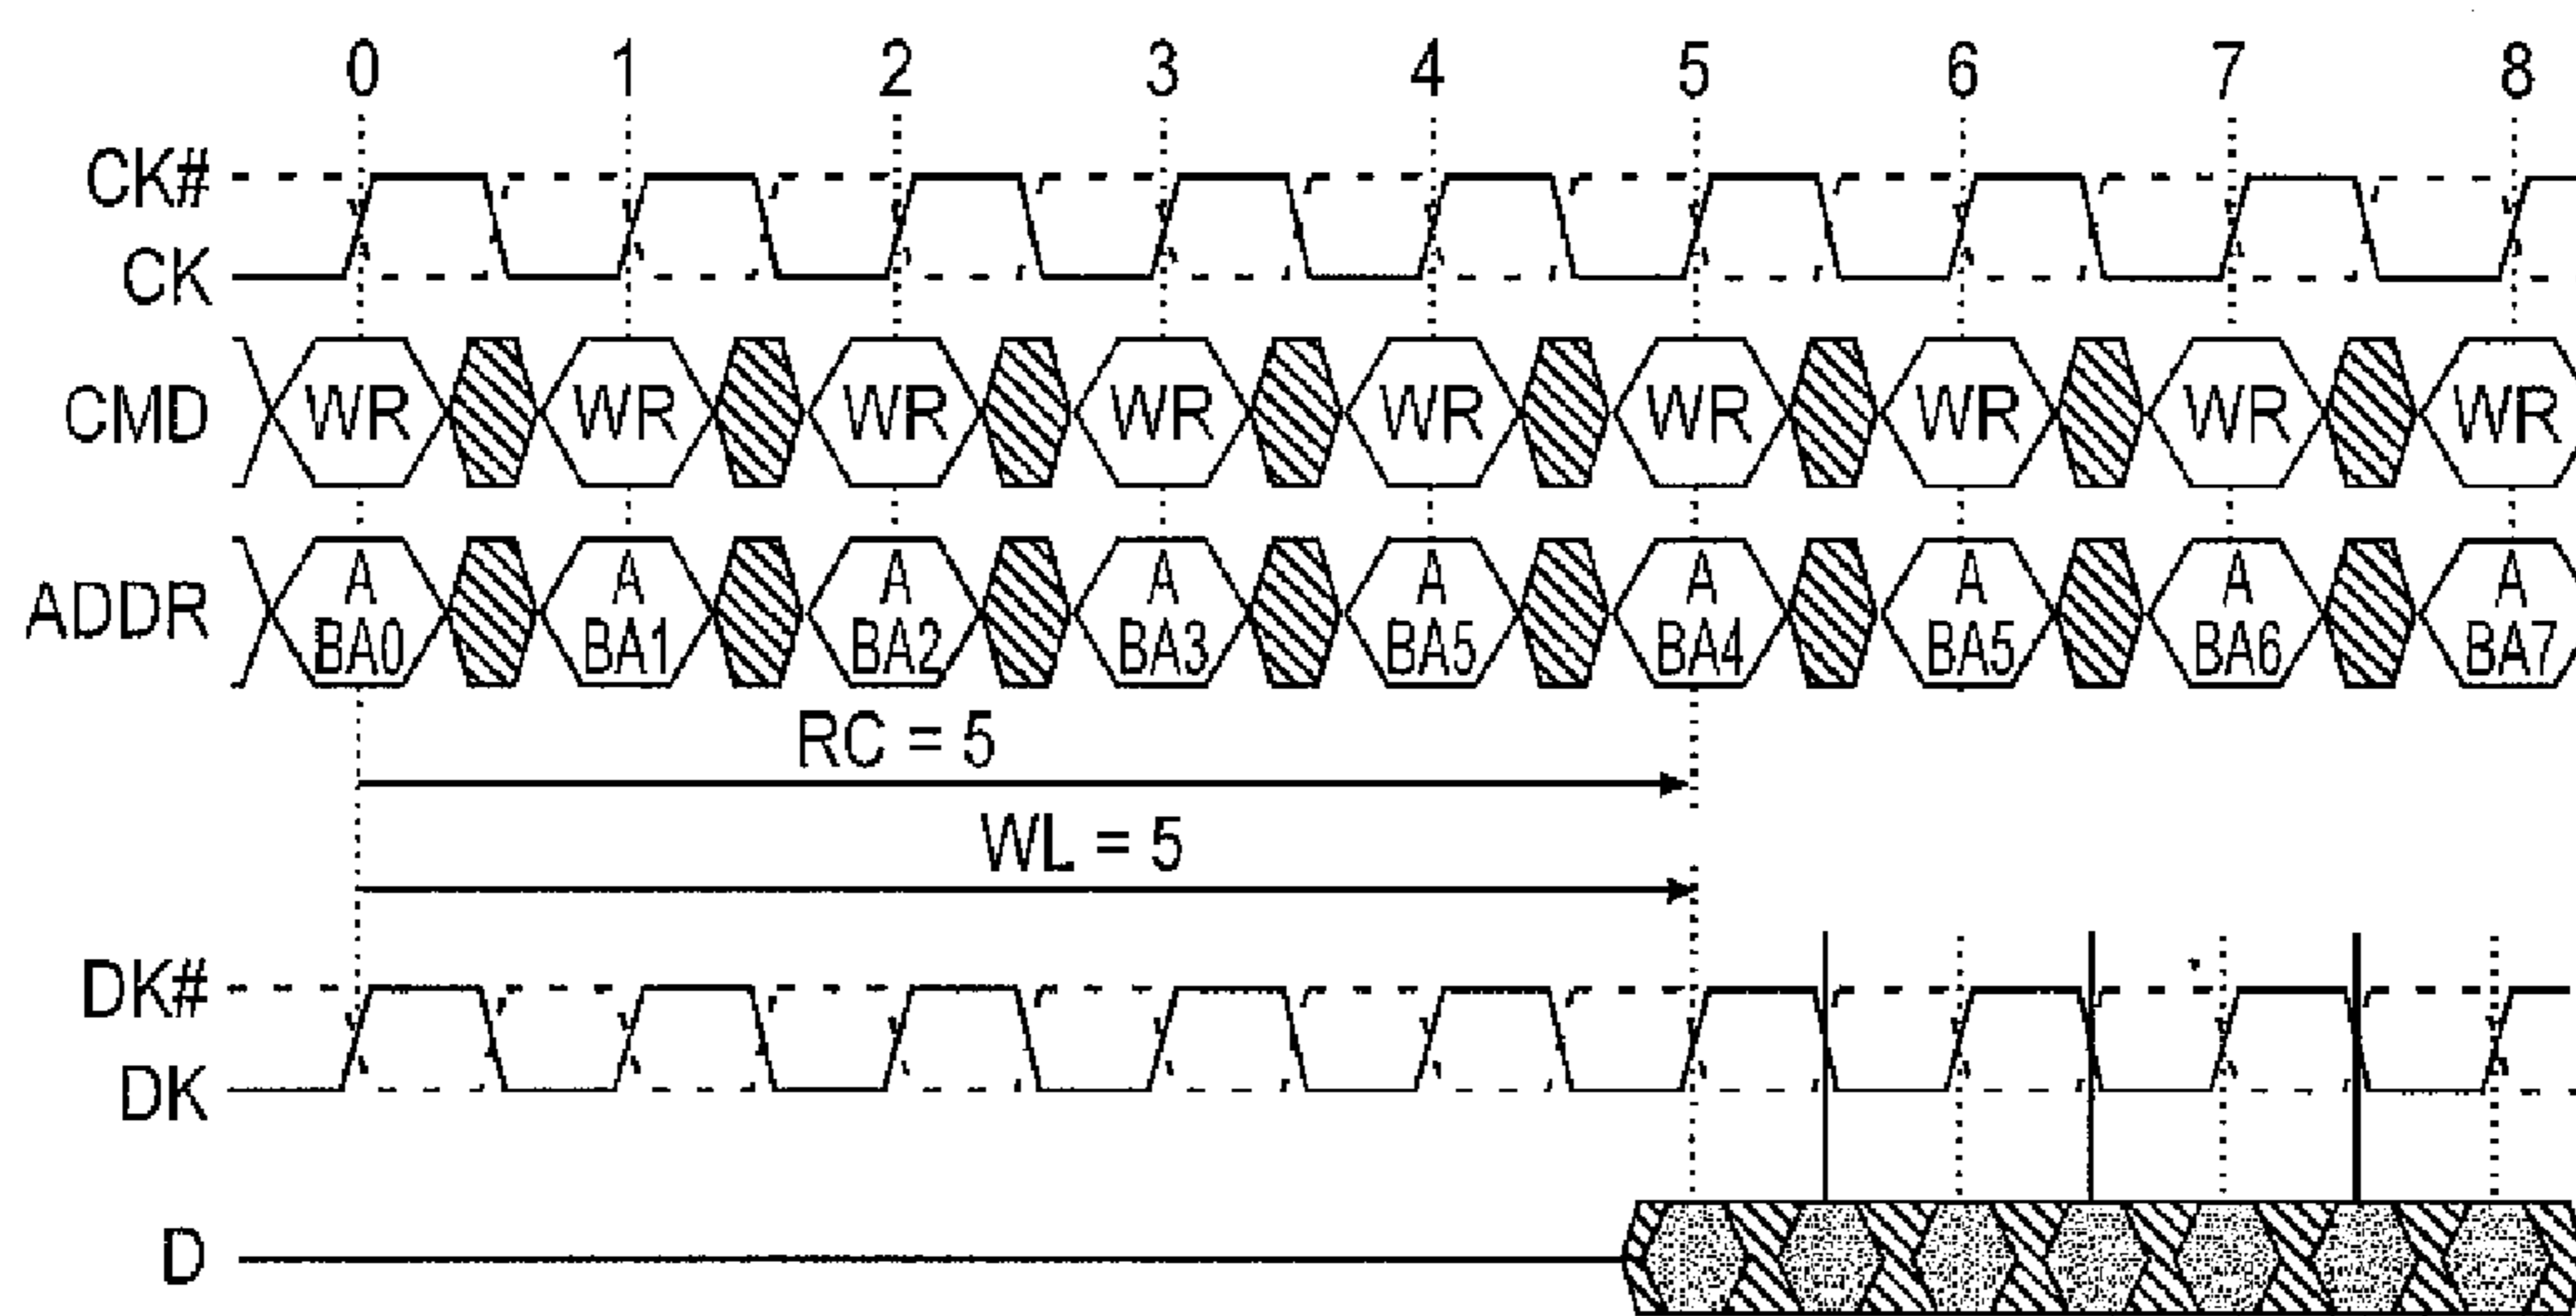 0 1 2 3 4 5 6 7 8
CK#
CK
CMD WR WR WR WR WR WR WR WR WR
A A A A A A A A A
ADDR
BA0 BA1 BA2 BA3 BA5 BA4 BA5 BA6 BA7
RC = 5
WL = 5
DK#
DK
D